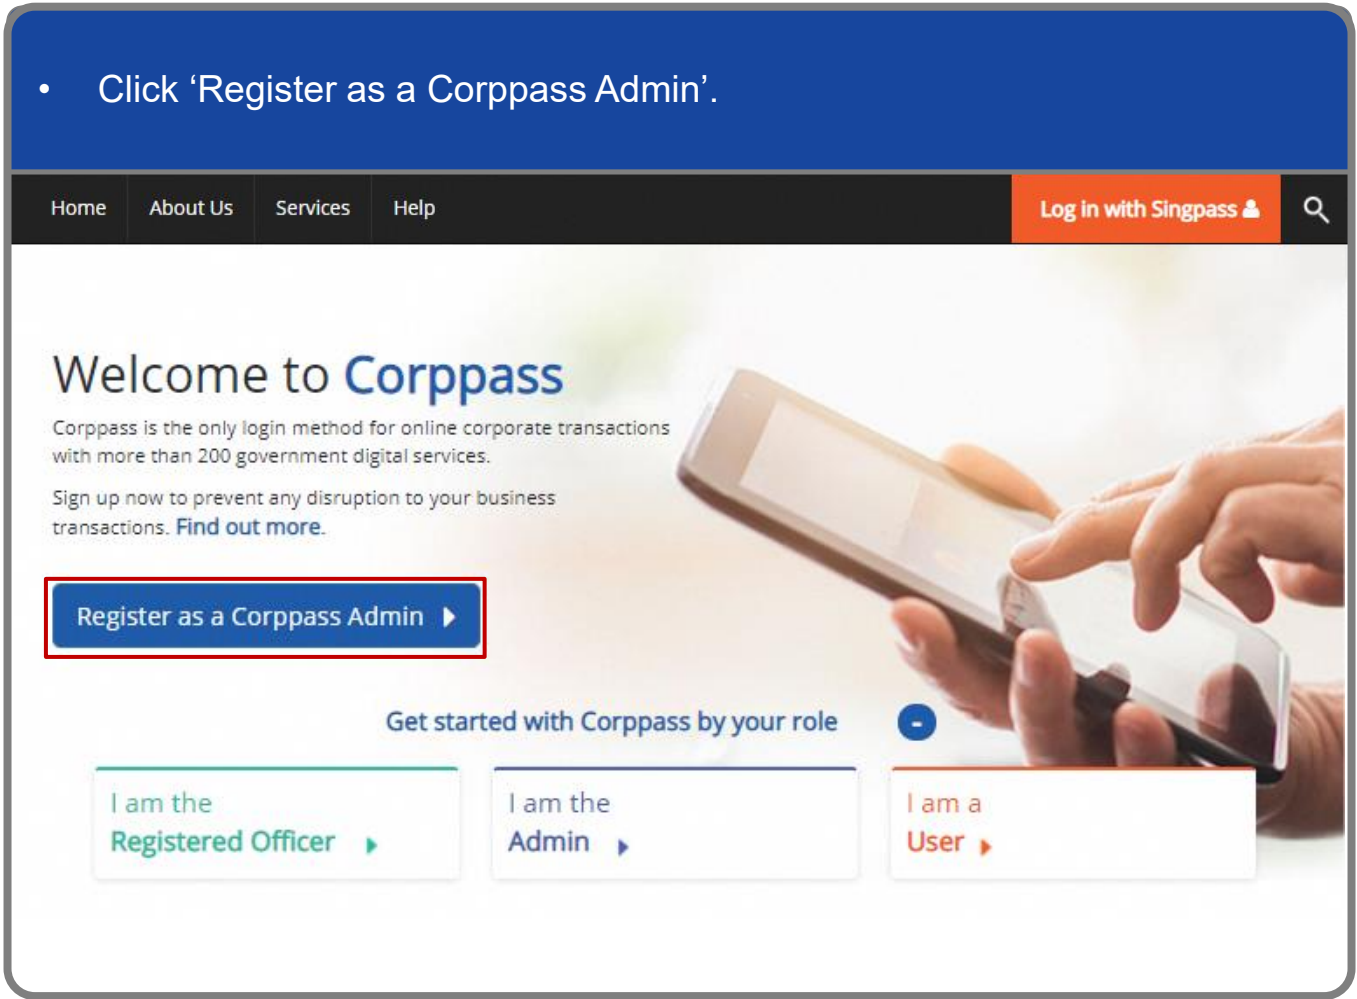 • Click ‘Register as a Corppass Admin’.
Home About Us Services Help Log in with Singpass
Welcome to Corppass
Corppass is the only login method for online corporate transactions
with more than 200 government digital services.
Sign up now to prevent any disruption to your business
transactions. Find out more.
Register as a Corppass Admin
Get started with Corppass by your role -
I am the
Registered Officer
I am the
Admin
I am a
User